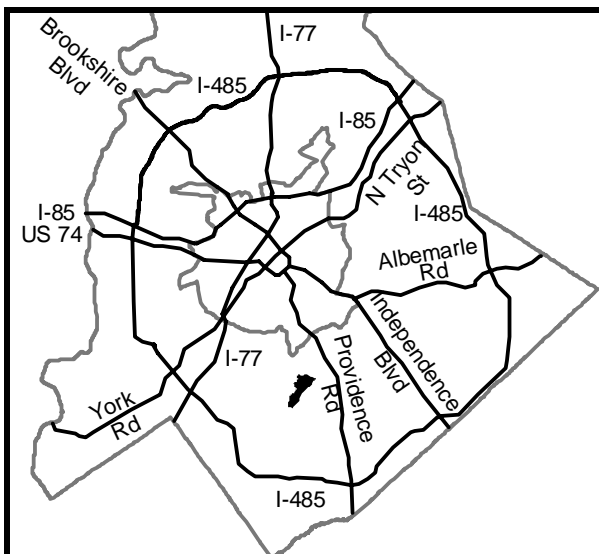 I-77
Brookshire
Blvd
I-485
I-85
N Tryon
St
I-85
US 74
I-485
Albemarle
Rd
Independence
Blvd
I-77
Providence
Rd
York
Rd
I-485